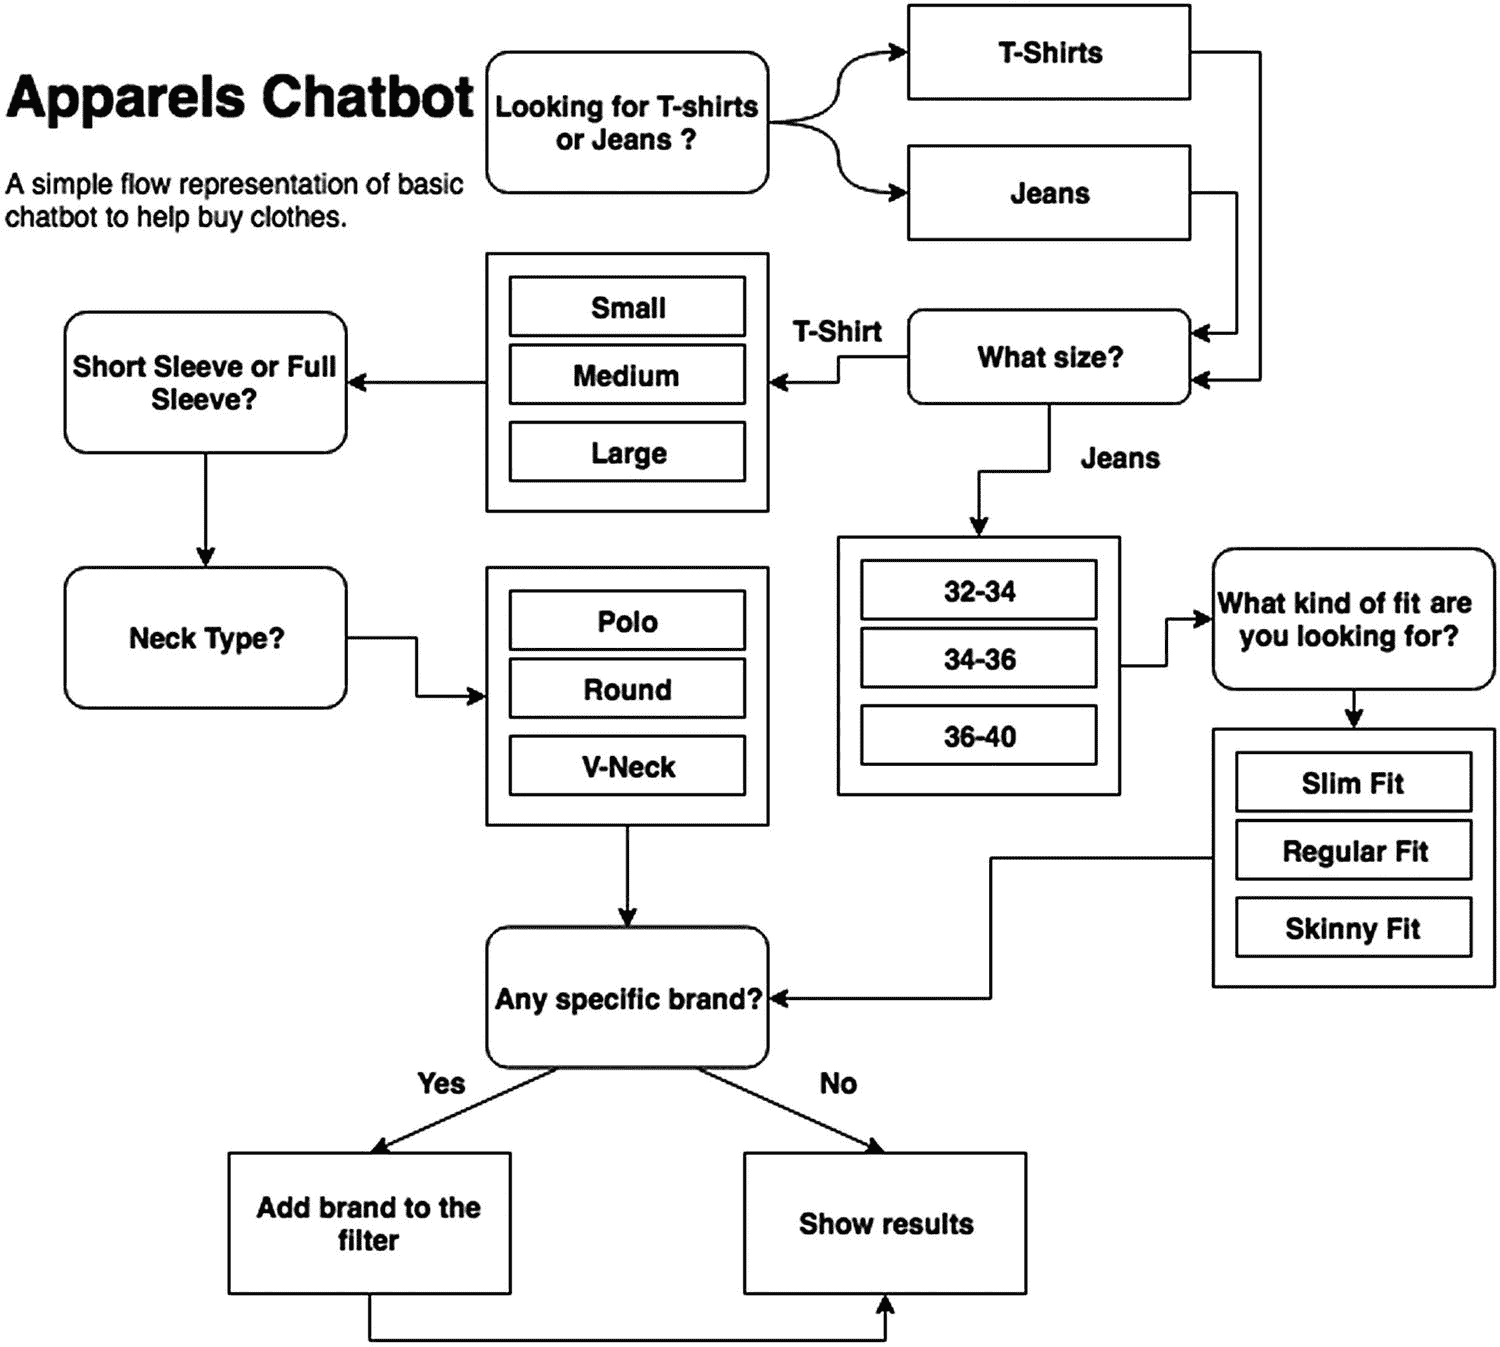 Apparels Chatbot
A simple flow representation of basic
chatbot to help buy clothes.
Looking for T-shirts
or Jeans ?
T-Shirts
Jeans
What size?
T-Shirt
Jeans
Small
Medium
Large
Short Sleeve or Full
Sleeve?
Neck Type?
Polo
Round
V-Neck
32-34
34-36
36-40
What kind of fit are
you looking for?
Slim Fit
Regular Fit
Skinny Fit
Any specific brand?
Yes
No
Add brand to the
filter
Show results